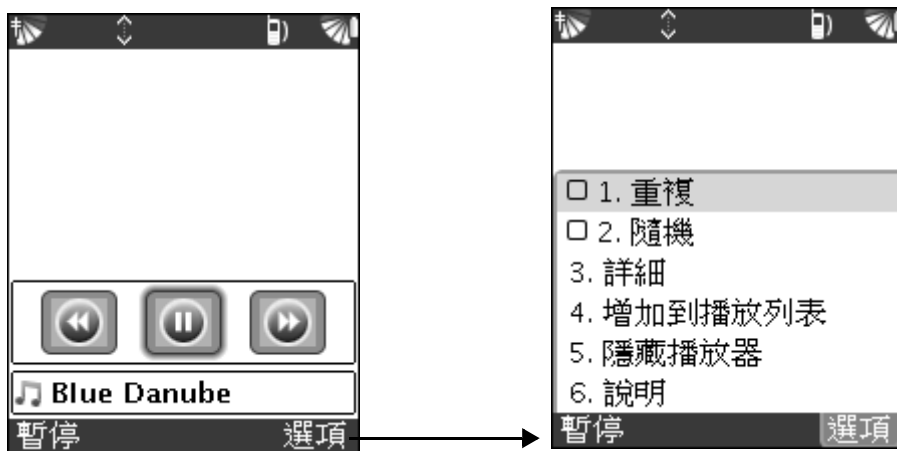 Blue Danube
暫停 選項
1. 重複
2. 隨機
3. 詳細
4. 增加到播放列表
5. 隱藏播放器
6. 說明
暫停 選項